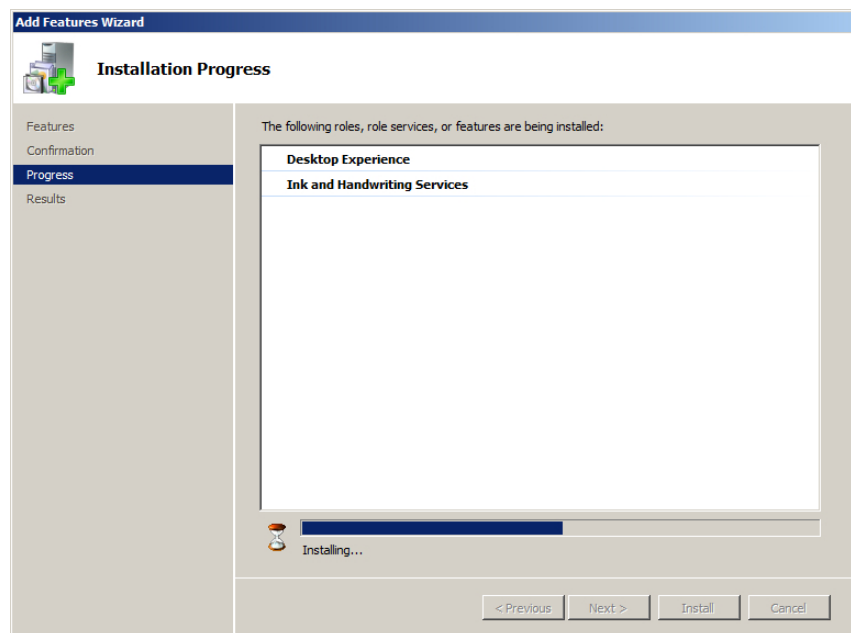 Add Features Wizard
Installation Progress
Features
Confirmation
Progress
Results
The following roles, role services, or features are being installed:
Desktop Experience
Ink and Handwriting Services
Installing...
< Previous
Next >
Install
Cancel